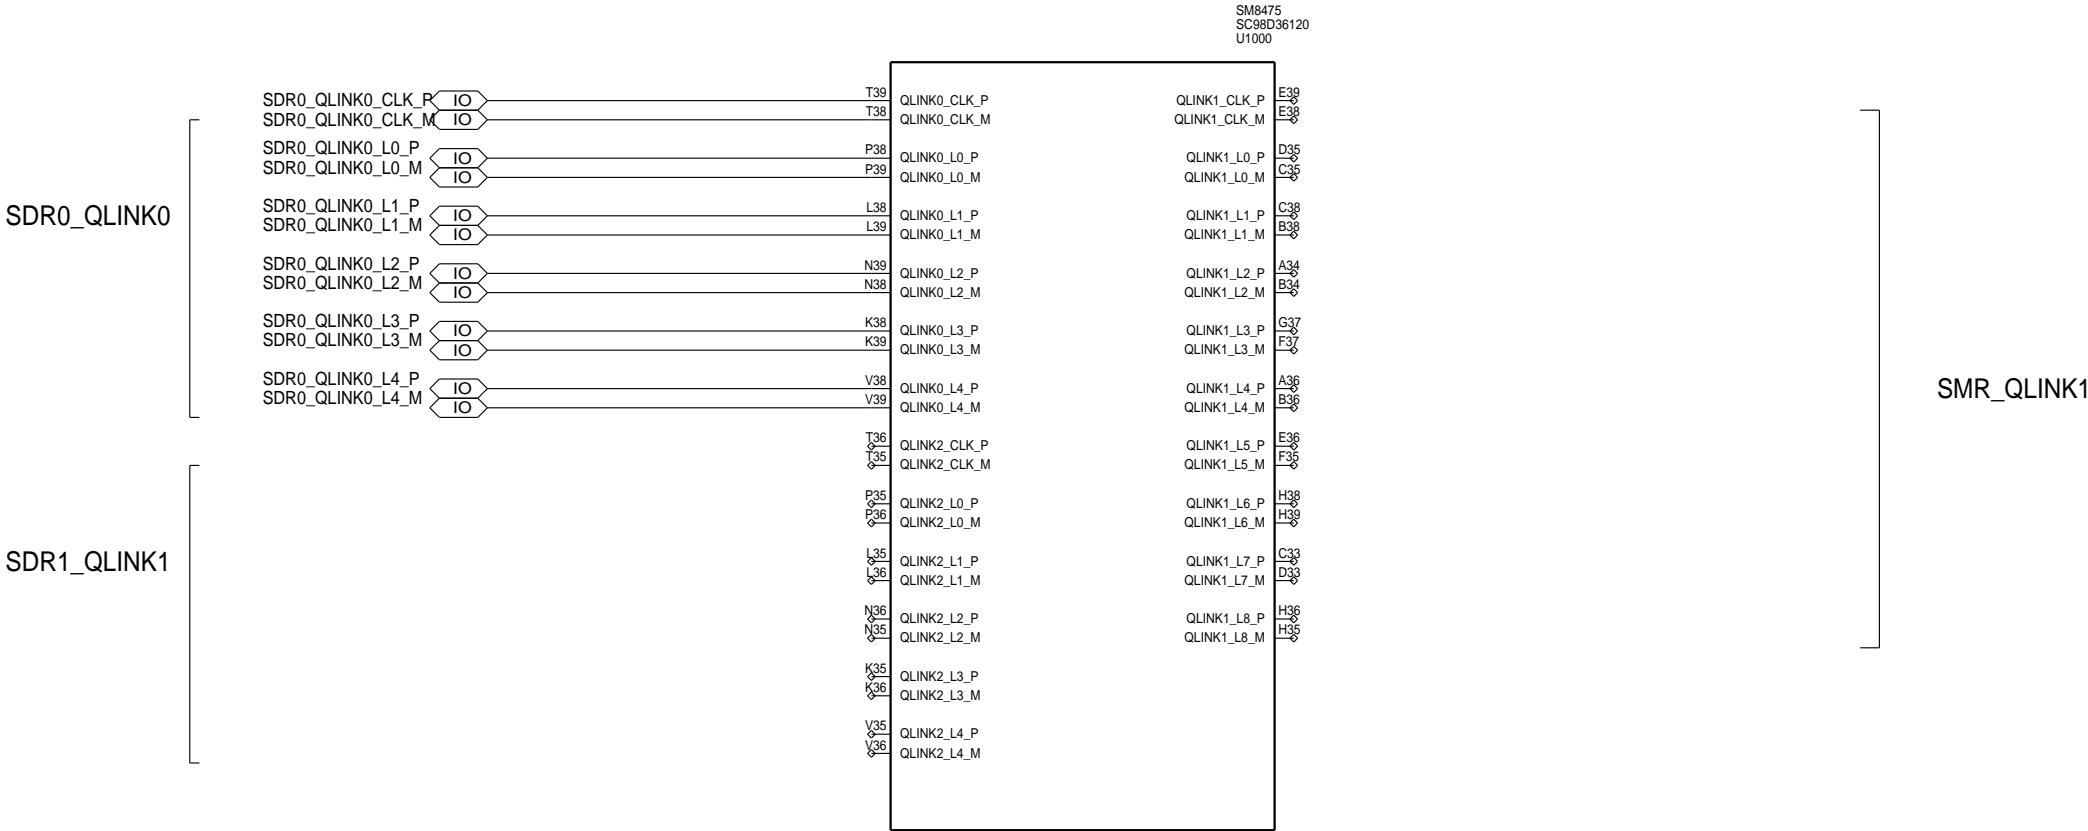 SM8475
SC98D36120
U1000
SDR0_QLINK0_CLK_P IO T39 QLINK0_CLK_P QLINK1_CLK_P E39
SDR0_QLINK0_CLK_M IO T38 QLINK0_CLK_M QLINK1_CLK_M E38
SDR0_QLINK0_L0_P IO P38 QLINK0_L0_P QLINK1_L0_P D35
SDR0_QLINK0_L0_M IO P39 QLINK0_L0_M QLINK1_L0_M C35
SDR0_QLINK0
SDR0_QLINK0_L1_P IO L38 QLINK0_L1_P QLINK1_L1_P C38
SDR0_QLINK0_L1_M IO L39 QLINK0_L1_M QLINK1_L1_M B38
SDR0_QLINK0_L2_P IO N39 QLINK0_L2_P QLINK1_L2_P A34
SDR0_QLINK0_L2_M IO N38 QLINK0_L2_M QLINK1_L2_M B34
SDR0_QLINK0_L3_P IO K38 QLINK0_L3_P QLINK1_L3_P G37
SDR0_QLINK0_L3_M IO K39 QLINK0_L3_M QLINK1_L3_M F37
SDR0_QLINK0_L4_P IO V38 QLINK0_L4_P QLINK1_L4_P A36
SDR0_QLINK0_L4_M IO V39 QLINK0_L4_M QLINK1_L4_M B36
SMR_QLINK1
T36 QLINK2_CLK_P QLINK1_L5_P E36
T35 QLINK2_CLK_M QLINK1_L5_M F35
P35 QLINK2_L0_P QLINK1_L6_P H38
P36 QLINK2_L0_M QLINK1_L6_M H39
SDR1_QLINK1
L35 QLINK2_L1_P QLINK1_L7_P C33
L36 QLINK2_L1_M QLINK1_L7_M D33
N36 QLINK2_L2_P QLINK1_L8_P H36
N35 QLINK2_L2_M QLINK1_L8_M H35
K35 QLINK2_L3_P
K36 QLINK2_L3_M
V35 QLINK2_L4_P
V36 QLINK2_L4_M